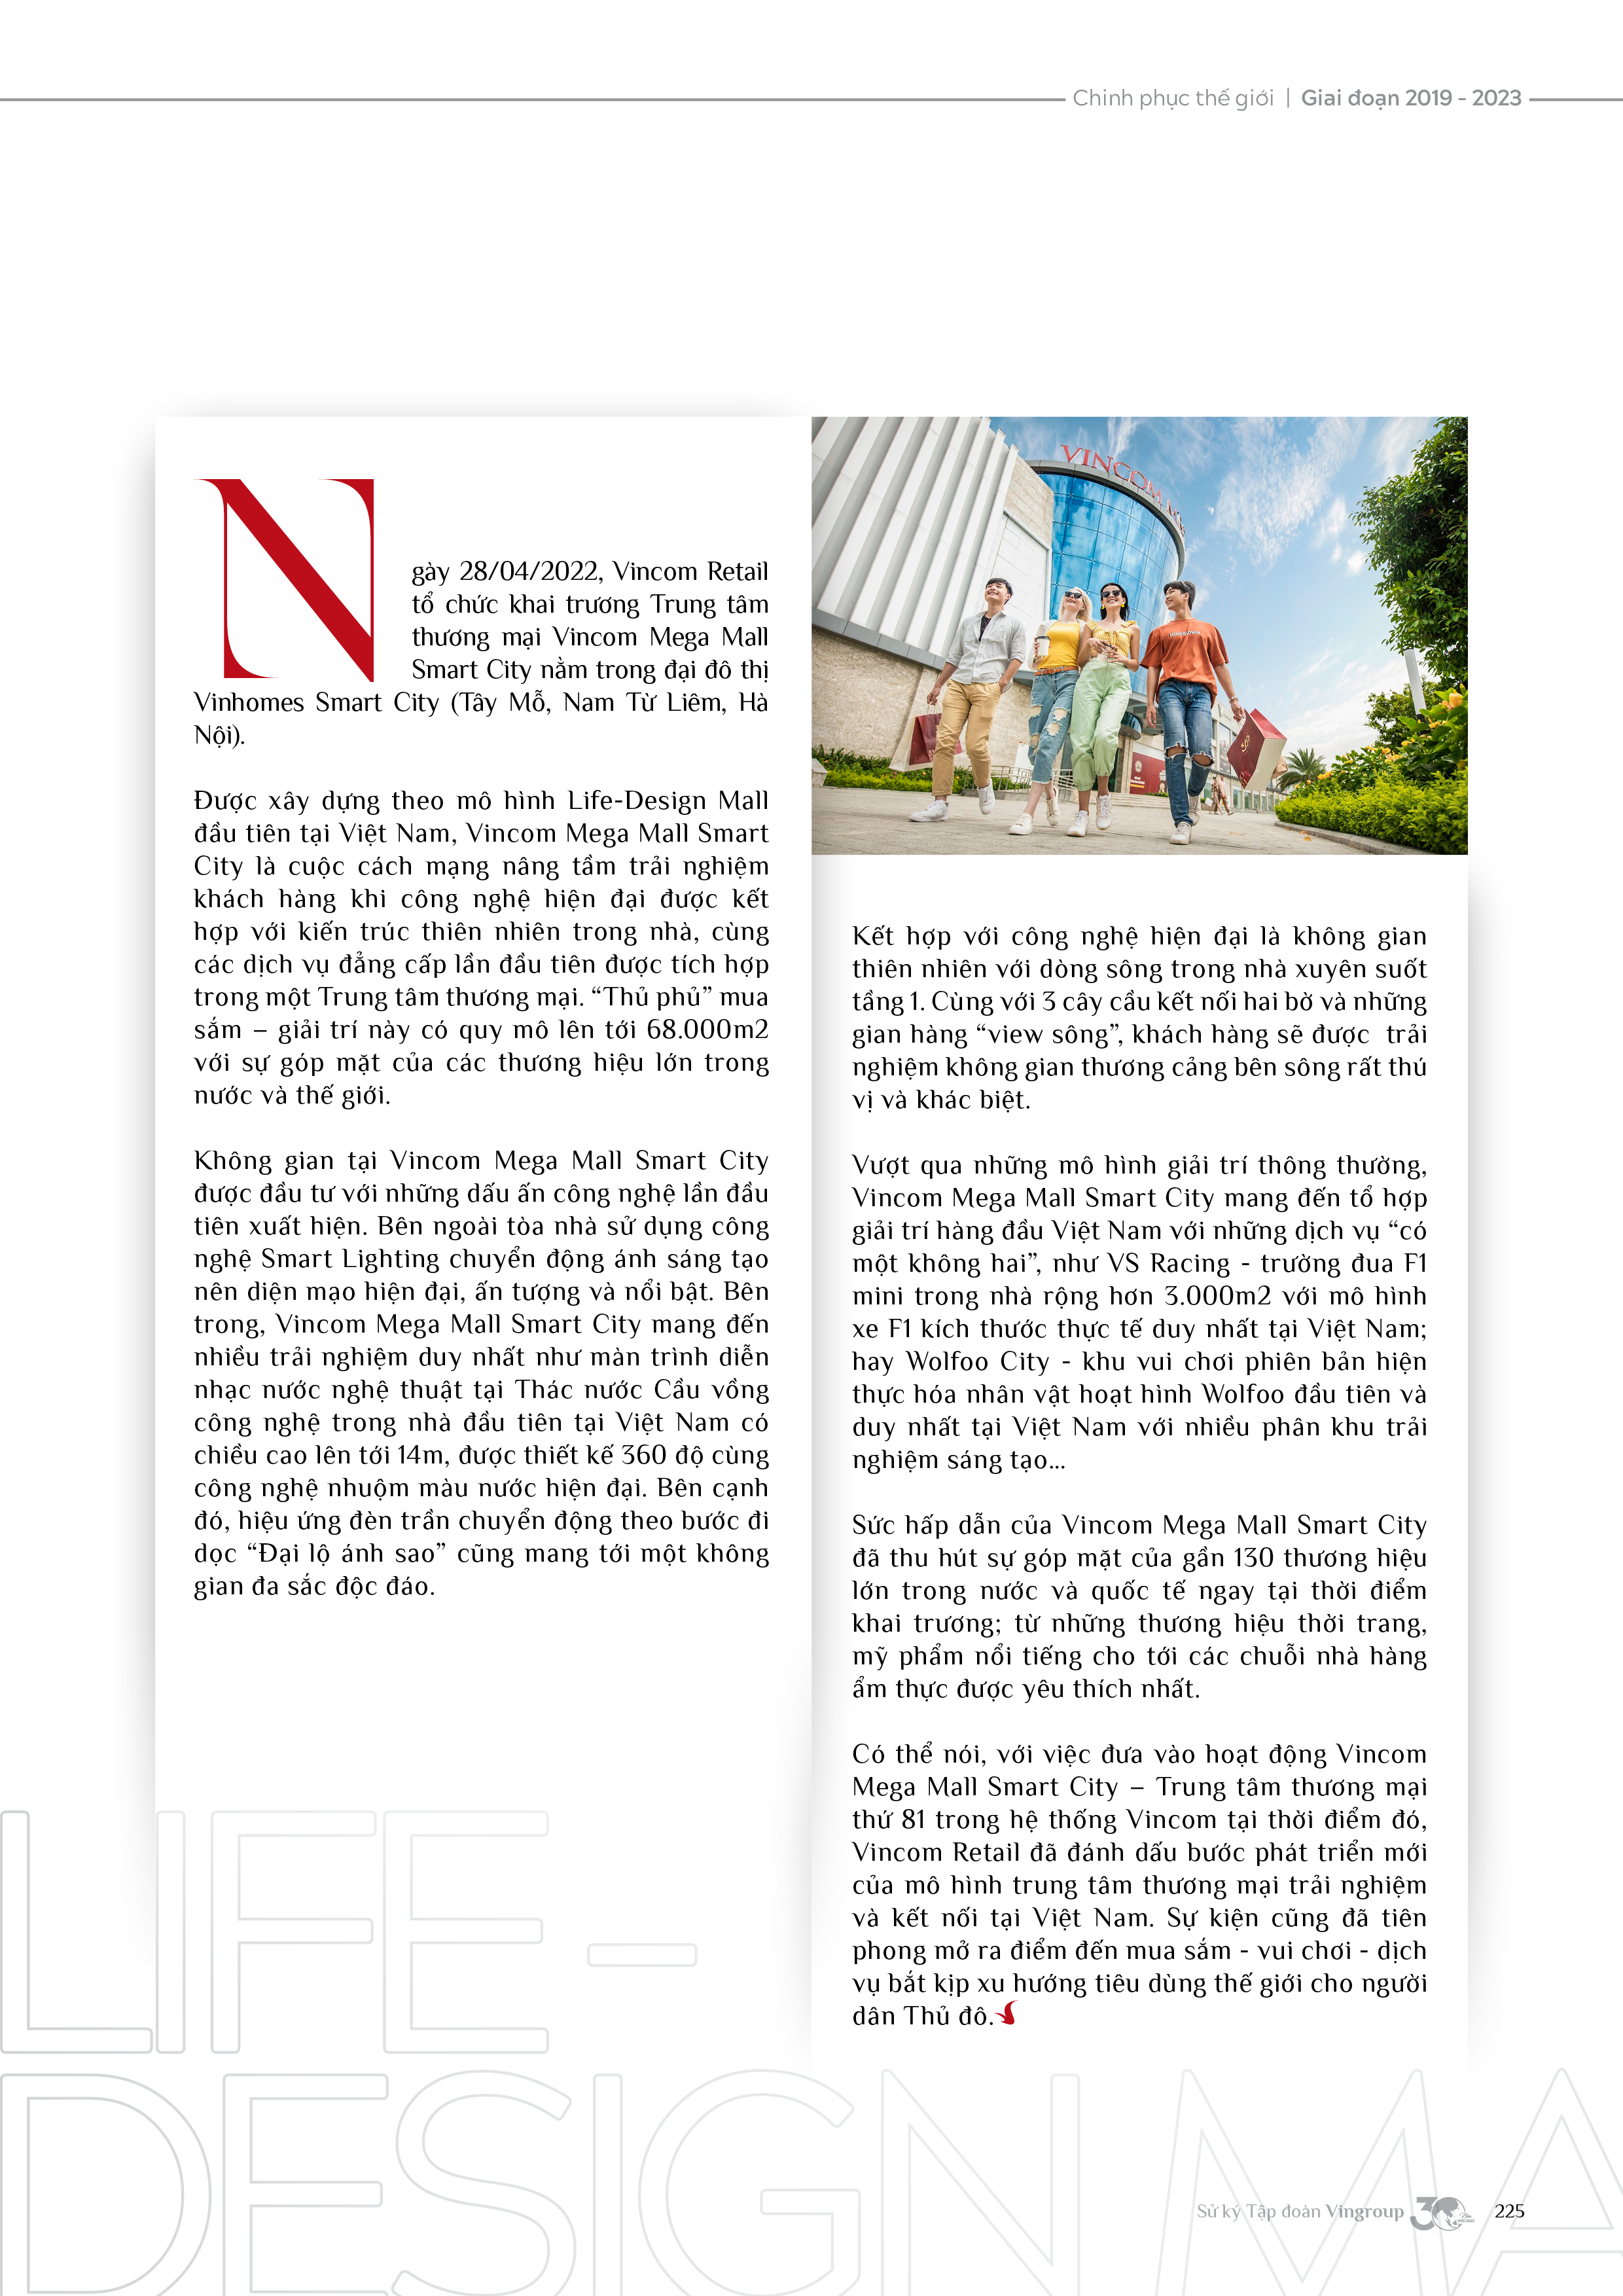 Chinh phục thế giới | Giai đoạn 2019 - 2023
Ngày 28/04/2022, Vincom Retail
tổ chức khai trương Trung tâm
thương mại Vincom Mega Mall
Smart City nằm trong đại đô thị
Vinhomes Smart City (Tây Mỗ, Nam Từ Liêm, Hà
Nội).
Được xây dựng theo mô hình Life-Design Mall
đầu tiên tại Việt Nam, Vincom Mega Mall Smart
City là cuộc cách mạng nâng tầm trải nghiệm
khách hàng khi công nghệ hiện đại được kết
hợp với kiến trúc thiên nhiên trong nhà, cùng
các dịch vụ đẳng cấp lần đầu tiên được tích hợp
trong một Trung tâm thương mại. “Thủ phủ” mua
sắm – giải trí này có quy mô lên tới 68.000m2
với sự góp mặt của các thương hiệu lớn trong
nước và thế giới.
Không gian tại Vincom Mega Mall Smart City
được đầu tư với những dấu ấn công nghệ lần đầu
tiên xuất hiện. Bên ngoài tòa nhà sử dụng công
nghệ Smart Lighting chuyển động ánh sáng tạo
nên diện mạo hiện đại, ấn tượng và nổi bật. Bên
trong, Vincom Mega Mall Smart City mang đến
nhiều trải nghiệm duy nhất như màn trình diễn
nhạc nước nghệ thuật tại Thác nước Cầu vồng
công nghệ trong nhà đầu tiên tại Việt Nam có
chiều cao lên tới 14m, được thiết kế 360 độ cùng
công nghệ nhuộm màu nước hiện đại. Bên cạnh
đó, hiệu ứng đèn trần chuyển động theo bước đi
dọc “Đại lộ ánh sao” cũng mang tới một không
gian đa sắc độc đáo.
VINCOM
Kết hợp với công nghệ hiện đại là không gian
thiên nhiên với dòng sông trong nhà xuyên suốt
tầng 1. Cùng với 3 cây cầu kết nối hai bờ và những
gian hàng “view sông”, khách hàng sẽ được trải
nghiệm không gian thương cảng bên sông rất thú
vị và khác biệt.
Vượt qua những mô hình giải trí thông thường,
Vincom Mega Mall Smart City mang đến tổ hợp
giải trí hàng đầu Việt Nam với những dịch vụ “có
một không hai”, như VS Racing - trường đua F1
mini trong nhà rộng hơn 3.000m2 với mô hình
xe F1 kích thước thực tế duy nhất tại Việt Nam;
hay Wolfoo City - khu vui chơi phiên bản hiện
thực hóa nhân vật hoạt hình Wolfoo đầu tiên và
duy nhất tại Việt Nam với nhiều phân khu trải
nghiệm sáng tạo...
Sức hấp dẫn của Vincom Mega Mall Smart City
đã thu hút sự góp mặt của gần 130 thương hiệu
lớn trong nước và quốc tế ngay tại thời điểm
khai trương; từ những thương hiệu thời trang,
mỹ phẩm nổi tiếng cho tới các chuỗi nhà hàng
ẩm thực được yêu thích nhất.
Có thể nói, với việc đưa vào hoạt động Vincom
Mega Mall Smart City – Trung tâm thương mại
thứ 81 trong hệ thống Vincom tại thời điểm đó,
Vincom Retail đã đánh dấu bước phát triển mới
của mô hình trung tâm thương mại trải nghiệm
và kết nối tại Việt Nam. Sự kiện cũng đã tiên
phong mở ra điểm đến mua sắm - vui chơi - dịch
vụ bắt kịp xu hướng tiêu dùng thế giới cho người
dân Thủ đô.
LIFE -
DESIGN MA
Sử ký Tập đoàn Vingroup 30 225